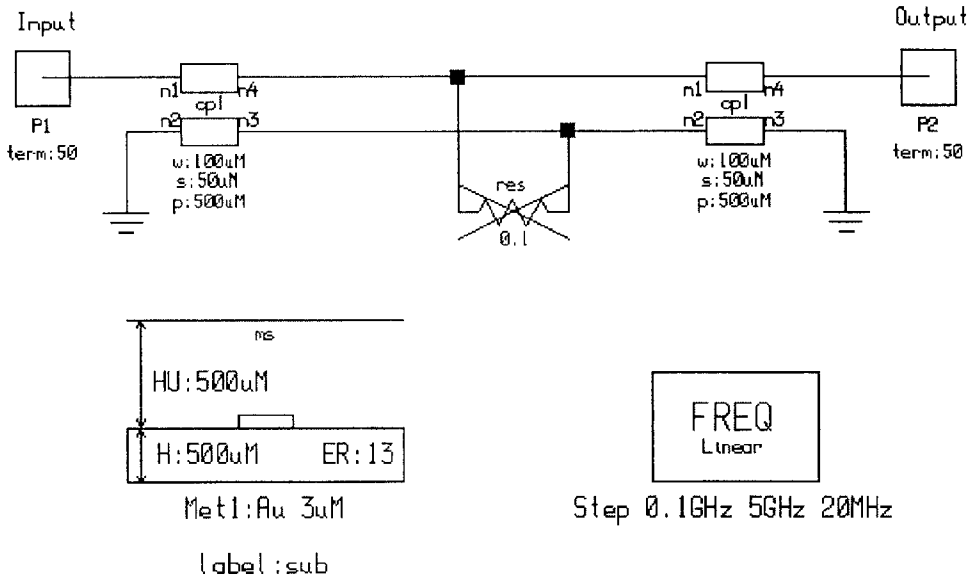 Input
Output
n1 n4
cpl
n2 n3
n1 n4
cpl
n2 n3
P1
term:50
P2
term:50
w:100uM
s:50uM
p:500uM
w:100uM
s:50uM
p:500uM
res
0.1
ms
HU:500uM
H:500uM ER:13
Met1:Au 3uM
label:sub
FREQ
Linear
Step 0.1GHz 5GHz 20MHz